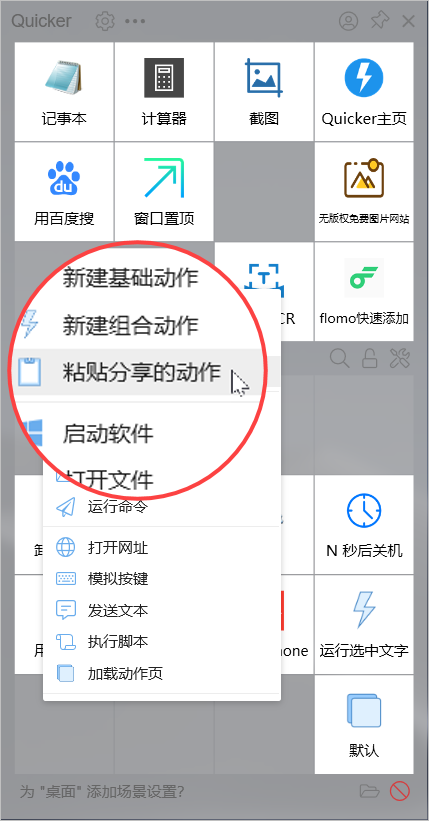 Quicker
记事本
计算器
截图
Quicker主页
du
用百度搜
窗口置顶
无版权免费图片网站
新建基础动作
新建组合动作
粘贴分享的动作
启动软件
打开文件
T
CR
flomo快速添加
运行命令
打开网址
模拟按键
发送文本
执行脚本
加载动作页
N 秒后关机
hone
运行选中文字
默认
为 "桌面" 添加场景设置?